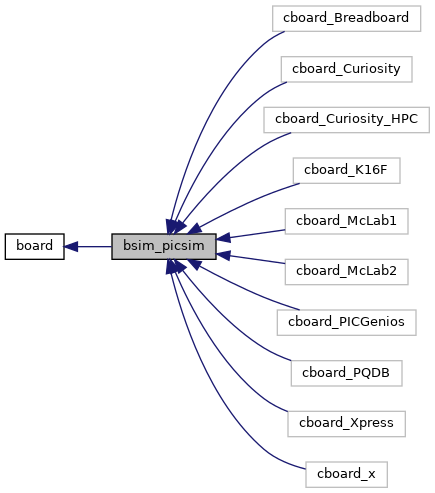 cboard_Breadboard
cboard_Curiosity
cboard_Curiosity_HPC
cboard_K16F
cboard_McLab1
board
bsim_picsim
cboard_McLab2
cboard_PICGenios
cboard_PQDB
cboard_Xpress
cboard_x